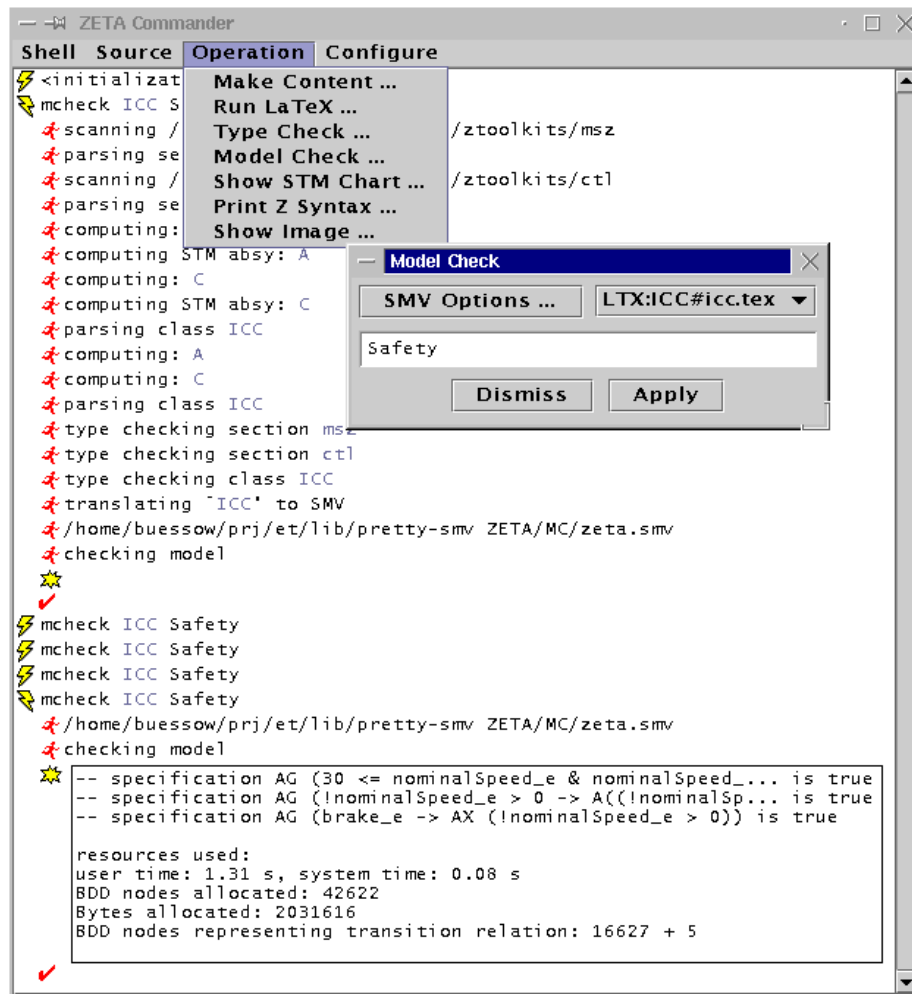 ZETA Commander
Shell Source Operation Configure
<initializat
mcheck ICC S
scanning / /ztoolkits/msz
parsing se
scanning / /ztoolkits/ctl
parsing se
computing:
computing STM absy: A
computing: C
computing STM absy: C
parsing class ICC
computing: A
computing: C
parsing class ICC
type checking section msz
type checking section ctl
type checking class ICC
translating `ICC' to SMV
/home/buessow/prj/et/lib/pretty-smv ZETA/MC/zeta.smv
checking model
mcheck ICC Safety
mcheck ICC Safety
mcheck ICC Safety
mcheck ICC Safety
/home/buessow/prj/et/lib/pretty-smv ZETA/MC/zeta.smv
checking model
-- specification AG (30 <= nominalSpeed_e & nominalSpeed_... is true
-- specification AG (!nominalSpeed_e > 0 -> A((!nominalSp... is true
-- specification AG (brake_e -> AX (!nominalSpeed_e > 0)) is true
resources used:
user time: 1.31 s, system time: 0.08 s
BDD nodes allocated: 42622
Bytes allocated: 2031616
BDD nodes representing transition relation: 16627 + 5
Make Content ...
Run LaTeX ...
Type Check ...
Model Check ...
Show STM Chart ...
Print Z Syntax ...
Show Image ...
Model Check
SMV Options ... LTX:ICC#icc.tex
Safety
Dismiss Apply